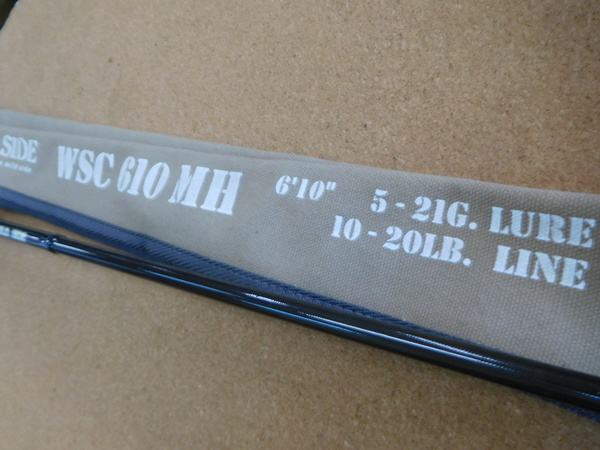 SIDE
WSC 610 MH
6'10" 5 - 21G. LURE
10 - 20LB. LINE